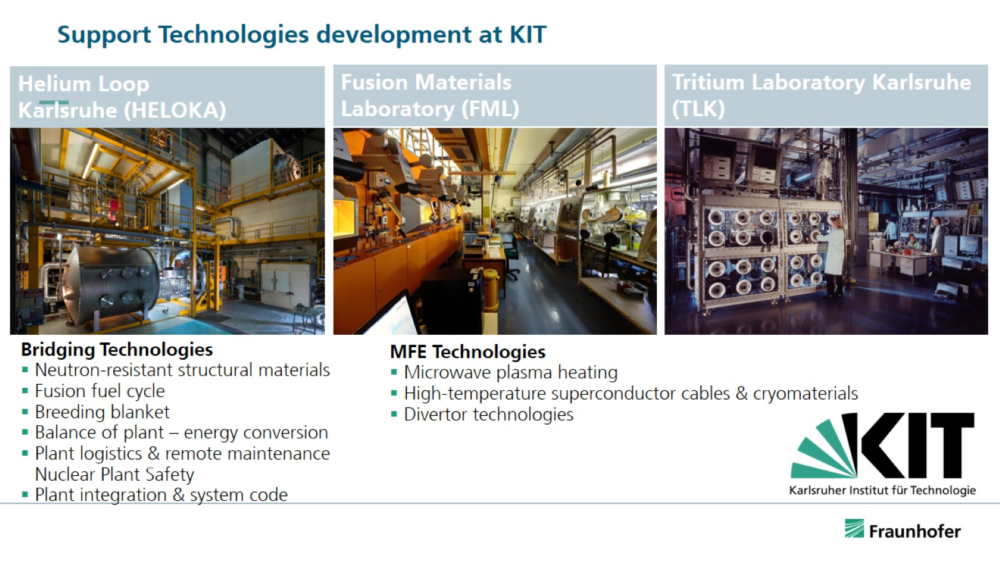 Support Technologies development at KIT
Helium Loop
Karlsruhe (HELOKA)
Fusion Materials
Laboratory (FML)
Tritium Laboratory Karlsruhe
(TLK)
Bridging Technologies
Neutron-resistant structural materials
Fusion fuel cycle
Breeding blanket
Balance of plant – energy conversion
Plant logistics & remote maintenance
Nuclear Plant Safety
Plant integration & system code
MFE Technologies
Microwave plasma heating
High-temperature superconductor cables & cryomaterials
Divertor technologies
KIT
Karlsruher Institut für Technologie
Fraunhofer